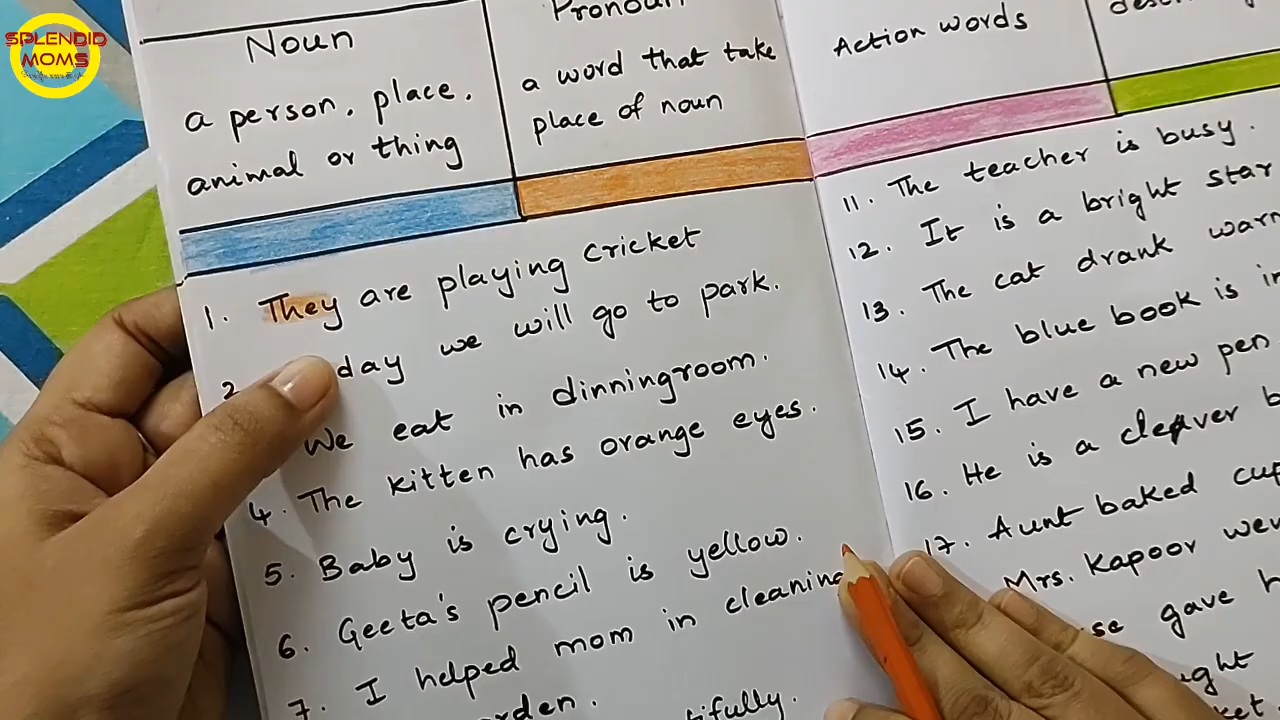 SPLENDID
MOMS
Noun
a person, place,
animal or thing
Pronoun
a word that take
place of noun
Action words
1. They are playing cricket
2. day we will go to park.
We eat in dinningroom.
4. The kitten has orange eyes.
5. Baby is crying.
6. Geeta's pencil is yellow.
7. I helped mom in cleaning
11. The teacher is busy.
12. It is a bright star
13. The cat drank
14. The blue book is
15. I have a new pen.
16. He is a clever
17. Aunt baked
Mrs. Kapoor
gave